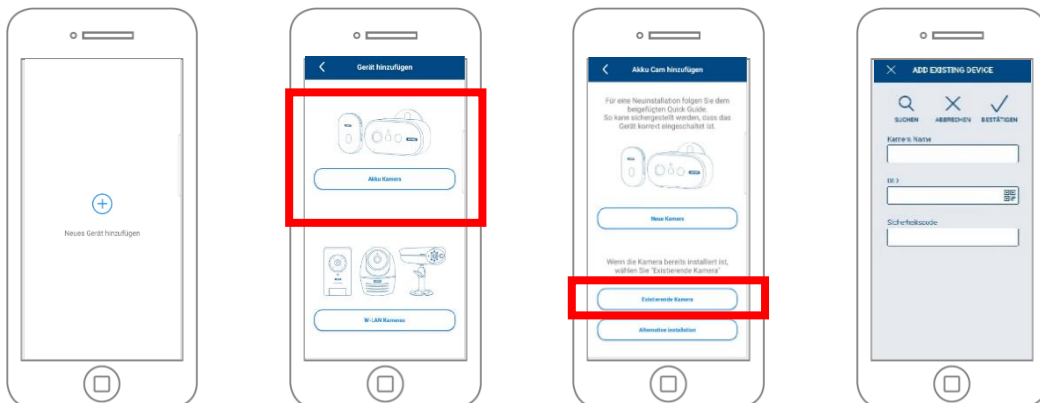 Neues Gerät hinzufügen
Gerät hinzufügen
Akku Kamera
W-LAN Kameras
Akku Cam hinzufügen
Für eine Neuinstallation folgen Sie dem
beigefügten Quick Guide.
So kann sichergestellt werden, dass das
Gerät korrekt eingeschaltet ist.
Neue Kamera
Wenn die Kamera bereits installiert ist,
wählen Sie "Existierende Kamera"
Existierende Kamera
Alternative installation
ADD EXISTING DEVICE
SUCHEN ABBRECHEN BESTÄTIGEN
Kamera Name
Sicherheitscode